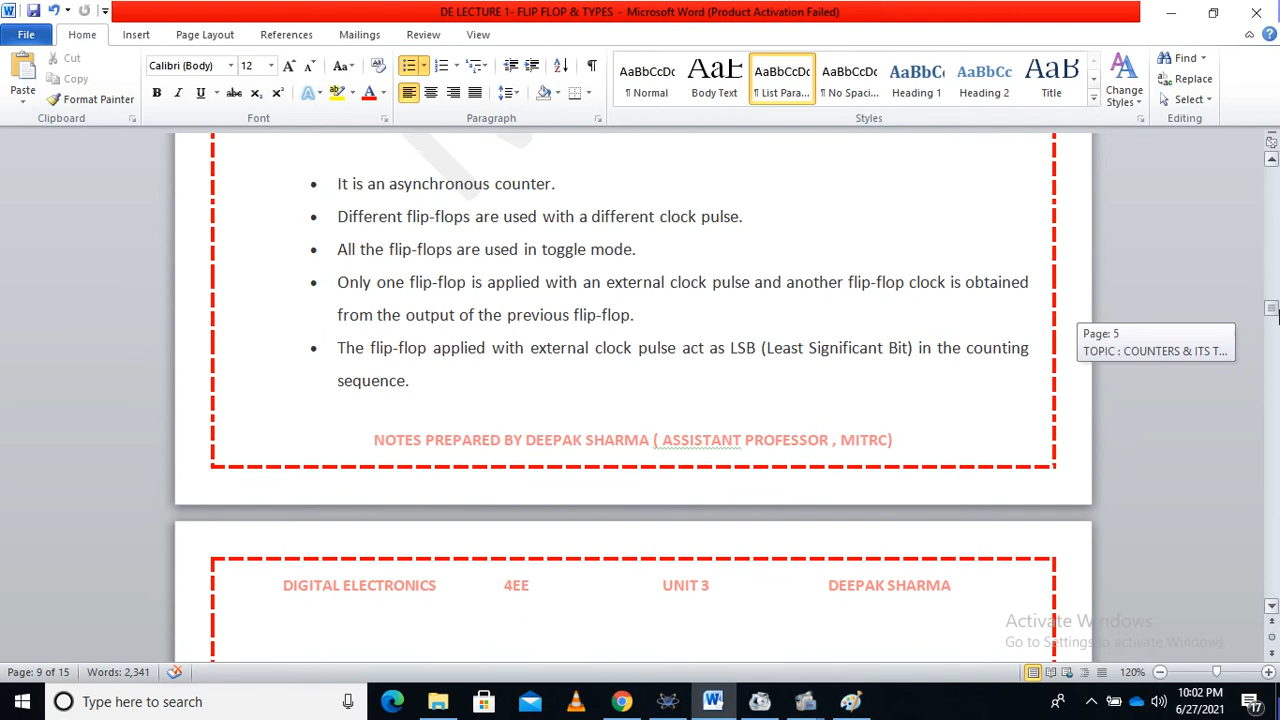 DE LECTURE 1- FLIP FLOP & TYPES - Microsoft Word (Product Activation Failed)
File Home Insert Page Layout References Mailings Review View
Paste Cut Copy Format Painter
Calibri (Body) 12
AaBbCcDc AaBbCc AaBbCcDc AaBbCcDc AaBbCc AaBbCc AaBbCc
¶ Normal Body Text ¶ List Para... ¶ No Spaci... Heading 1 Heading 2 Title
Change Styles
Find Replace Select
Clipboard Font Paragraph Styles Editing
• It is an asynchronous counter.
• Different flip-flops are used with a different clock pulse.
• All the flip-flops are used in toggle mode.
• Only one flip-flop is applied with an external clock pulse and another flip-flop clock is obtained
from the output of the previous flip-flop.
• The flip-flop applied with external clock pulse act as LSB (Least Significant Bit) in the counting
sequence.
Page: 5
TOPIC : COUNTERS & ITS T...
NOTES PREPARED BY DEEPAK SHARMA ( ASSISTANT PROFESSOR , MITRC)
DIGITAL ELECTRONICS 4EE UNIT 3 DEEPAK SHARMA
Activate Windows
Go to Settings to activate Windows.
Page: 9 of 15 Words: 2,341 120%
Type here to search
10:02 PM
6/27/2021
17